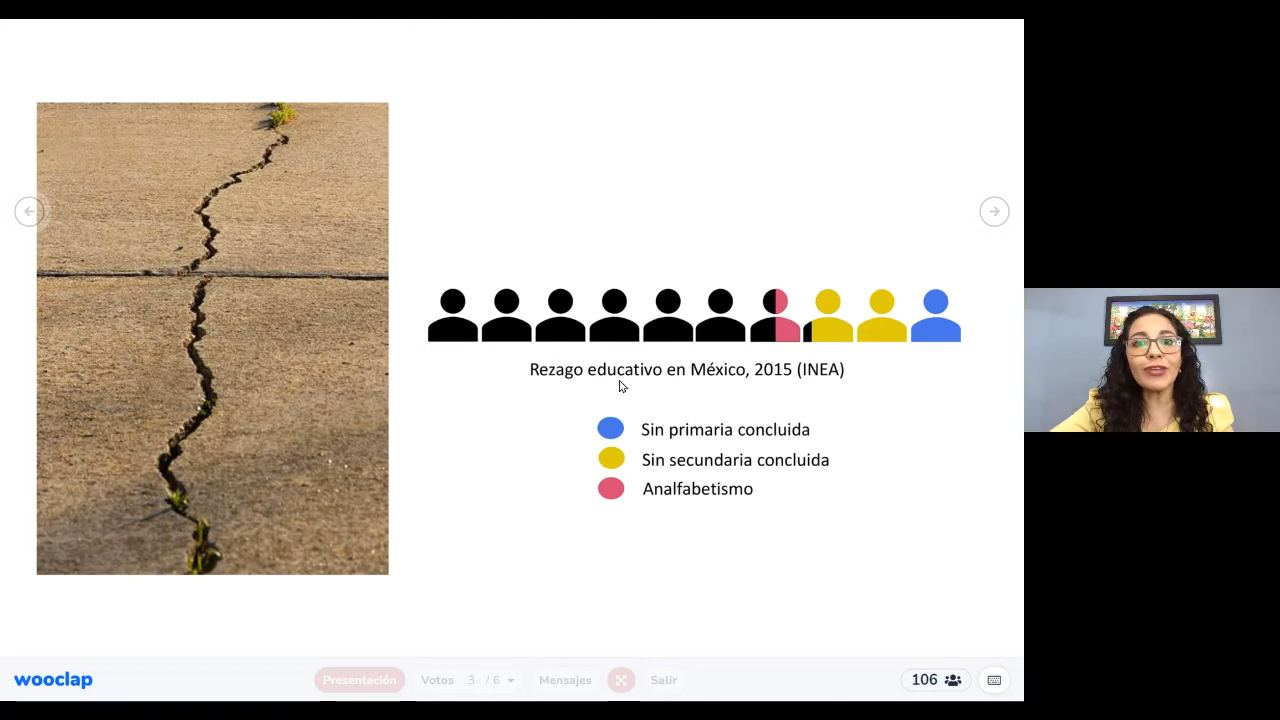 Rezago educativo en México, 2015 (INEA)
Sin primaria concluida
Sin secundaria concluida
Analfabetismo
wooclap
Presentación
Votos 3 / 6
Mensajes
Salir
106